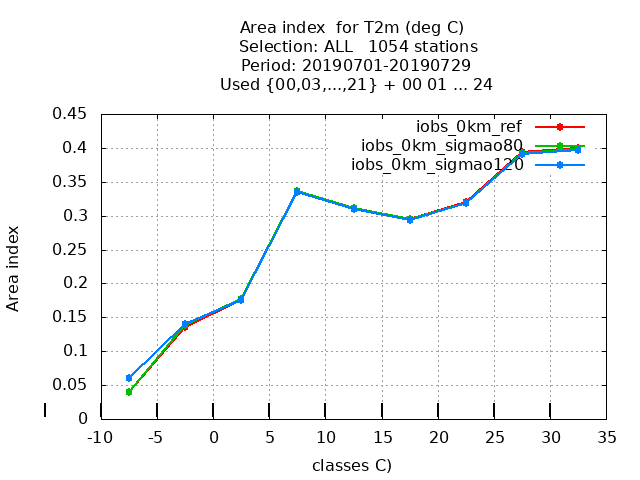 Area index  for T2m (deg C)
Selection: ALL   1054 stations
Period: 20190701-20190729
Used {00,03,...,21} + 00 01 ... 24
iobs_0km_ref
iobs_0km_sigmao80
iobs_0km_sigmao120
0.45
0.4
0.35
0.3
0.25
0.2
0.15
0.1
0.05
0
Area index
-10 -5 0 5 10 15 20 25 30 35
classes C)